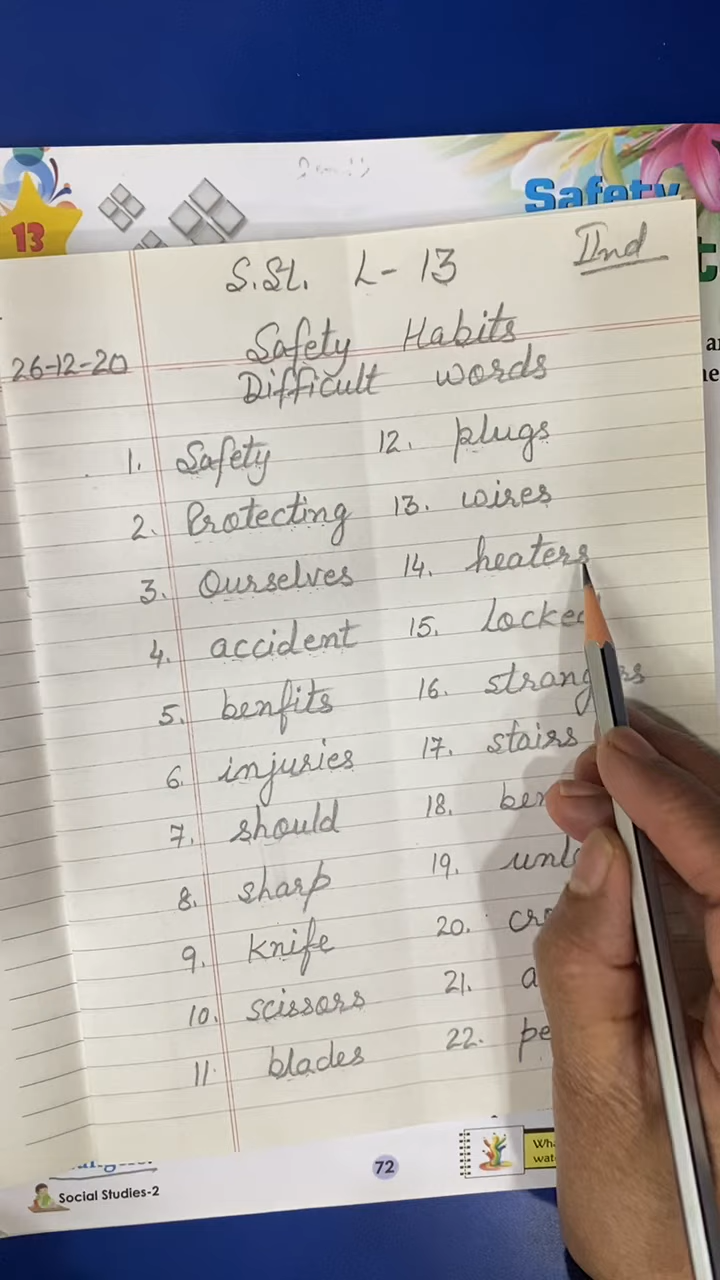 13
Safety
S.St. L-13 IInd
26-12-20
Safety Habits
Difficult words
1. Safety
2. Protecting
3. Ourselves
4. accident
5. benfits
6. injuries
7. should
8. sharp
9. Knife
10. scissors
11. blades
12. plugs
13. wires
14. heaters
15. locked
16. strangers
17. stairs
18.
19.
20.
21.
22.
72
Social Studies-2